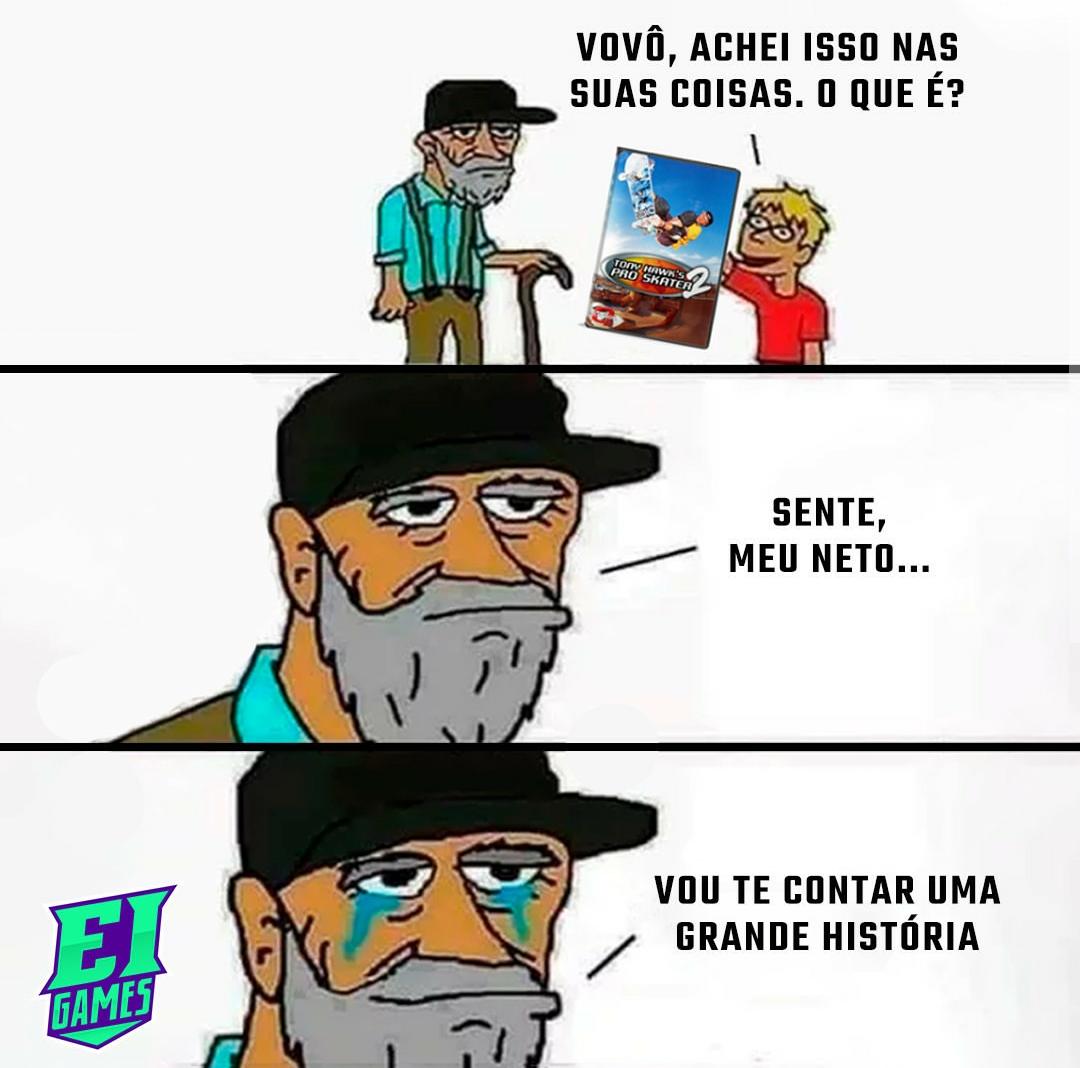 VOVÔ, ACHEI ISSO NAS
SUAS COISAS. O QUE É?
TONY HAWK'S
PRO SKATER 2
SENTE,
MEU NETO...
VOU TE CONTAR UMA
GRANDE HISTÓRIA
EI
GAMES